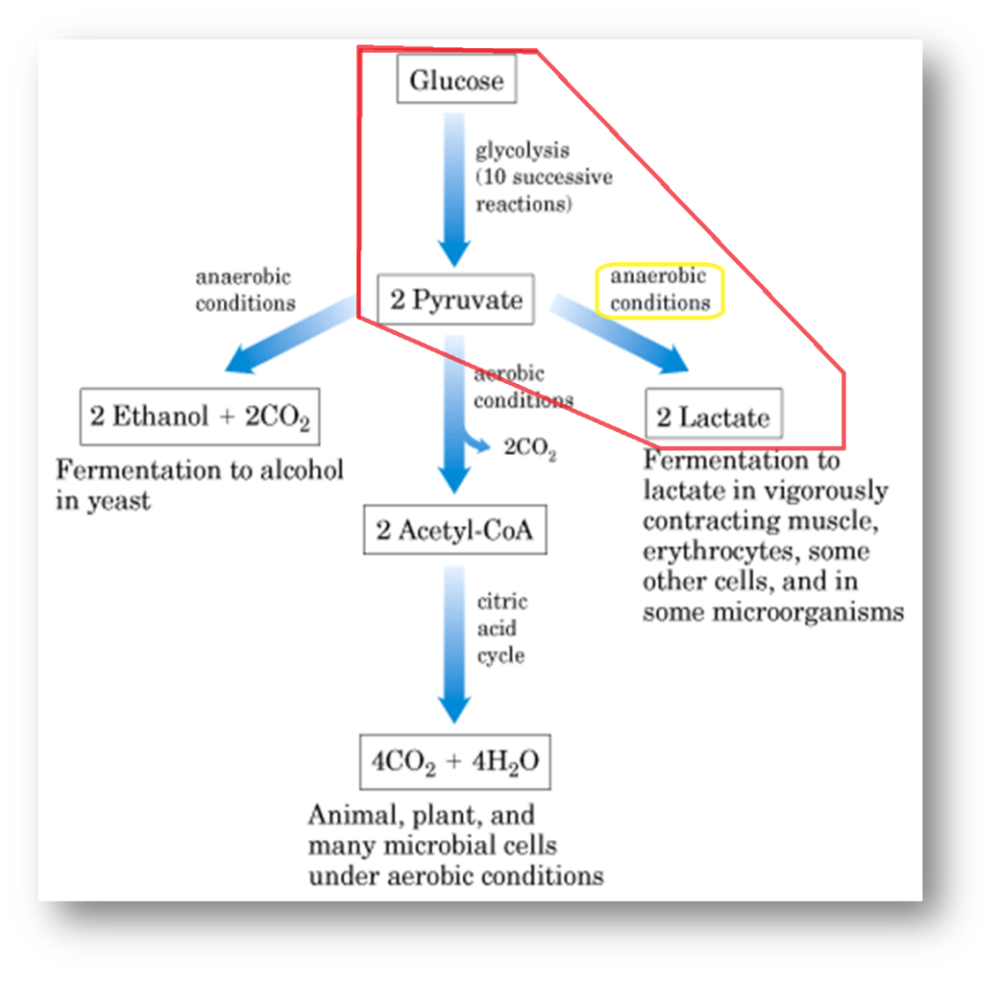 Glucose
glycolysis
(10 successive
reactions)
anaerobic
conditions
2 Pyruvate
anaerobic
conditions
aerobic
conditions
2CO₂
2 Ethanol + 2CO₂
Fermentation to alcohol
in yeast
2 Lactate
Fermentation to
lactate in vigorously
contracting muscle,
erythrocytes, some
other cells, and in
some microorganisms
2 Acetyl-CoA
citric
acid
cycle
4CO₂ + 4H₂O
Animal, plant, and
many microbial cells
under aerobic conditions